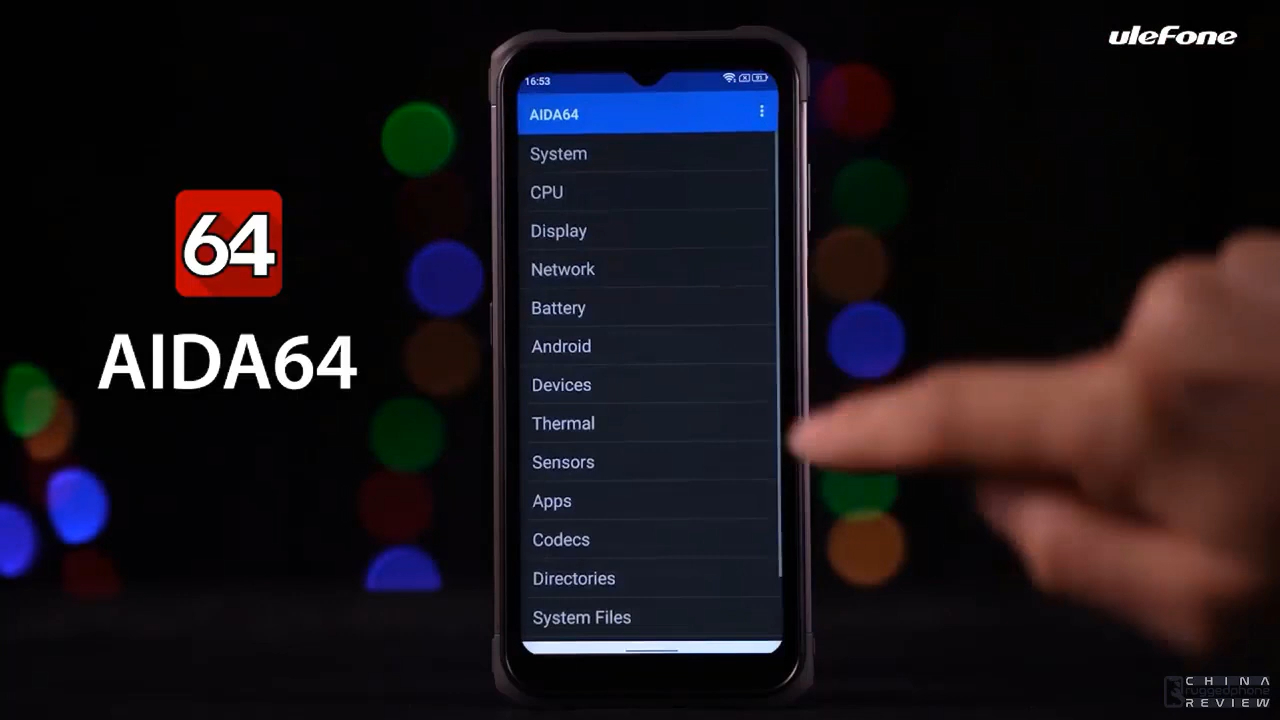 uleFone
16:53
91
AIDA64
System
CPU
Display
Network
Battery
Android
Devices
Thermal
Sensors
Apps
Codecs
Directories
System Files
64
AIDA64
CHINA
ruggedphone
REVIEW